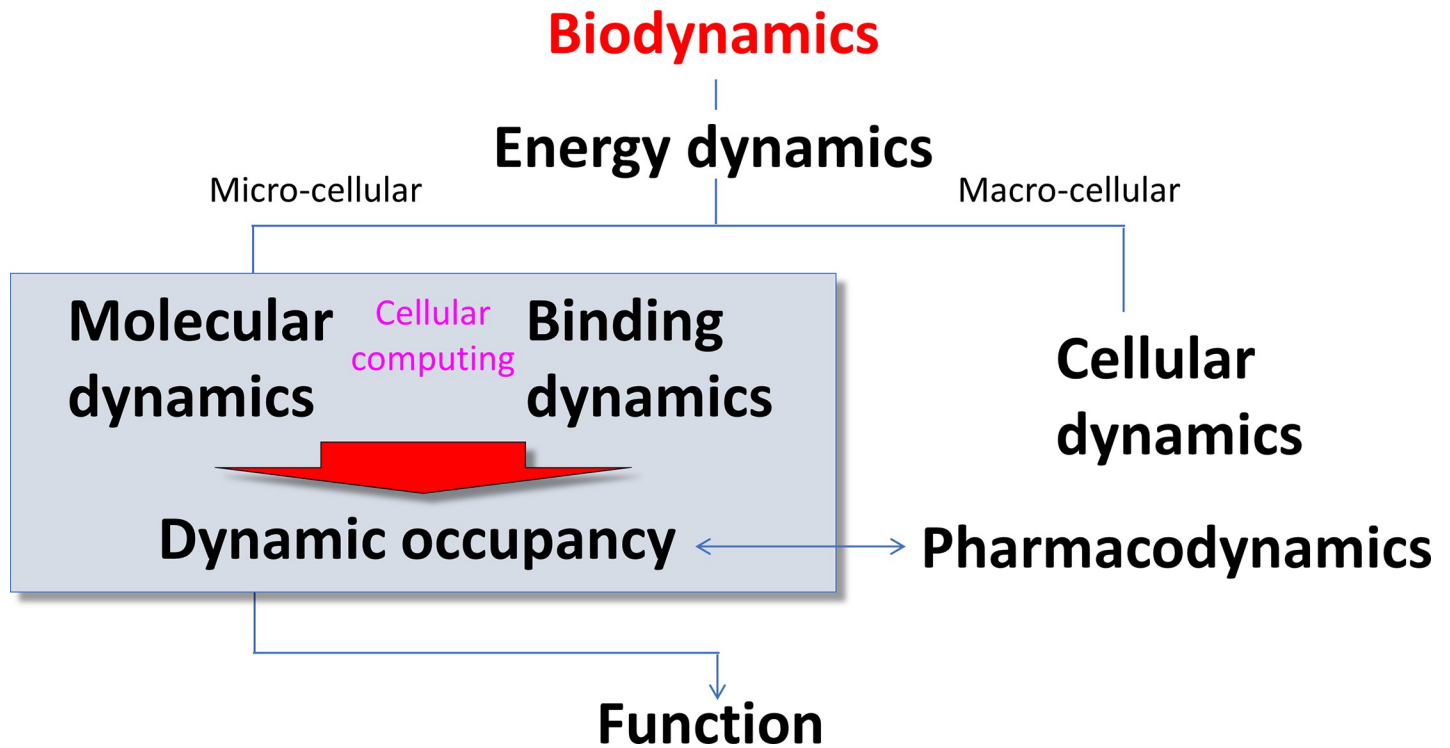 Biodynamics
Energy dynamics
Micro-cellular
Macro-cellular
Molecular
dynamics
Cellular
computing
Binding
dynamics
Cellular
dynamics
Dynamic occupancy
Pharmacodynamics
Function